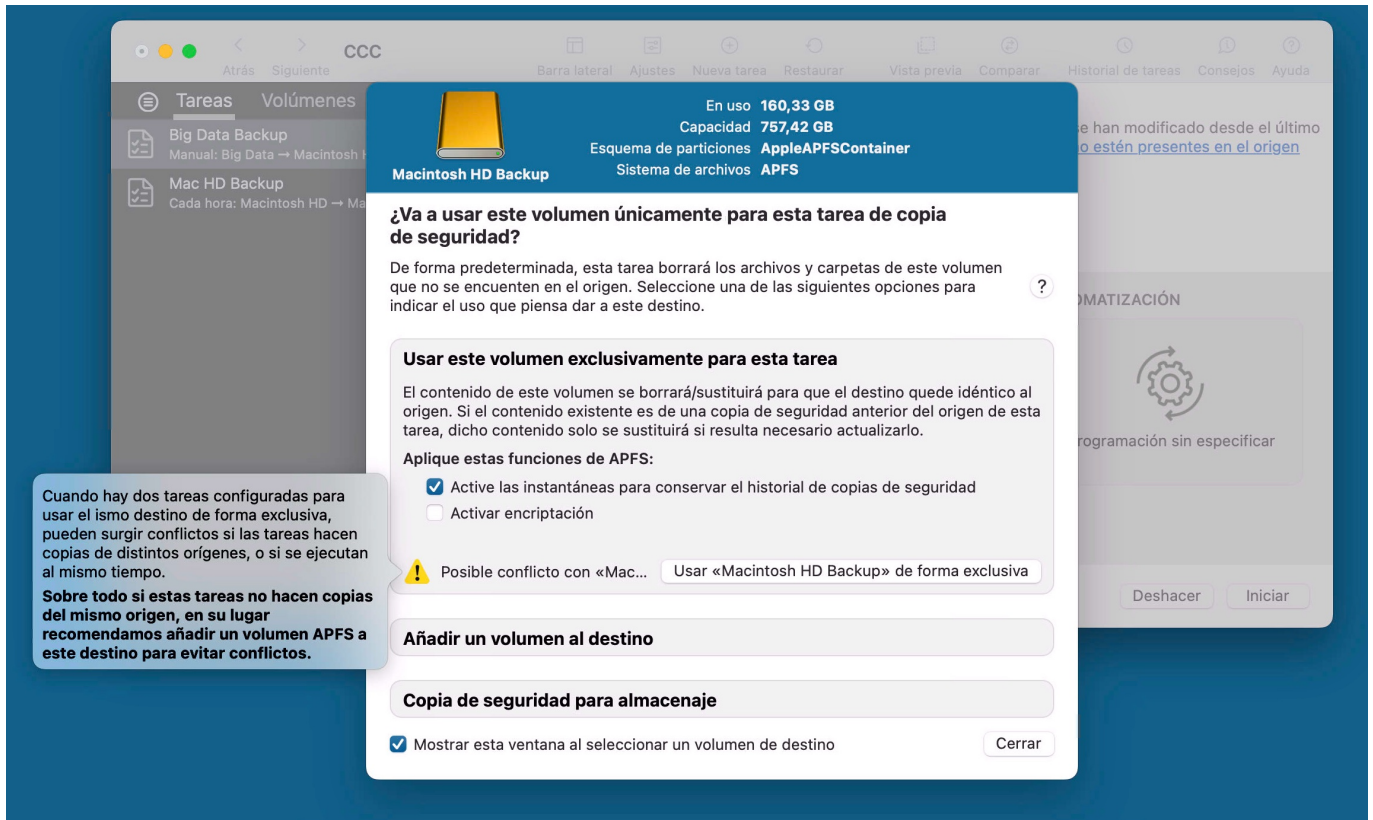 CCC
Atrás
Siguiente
Barra lateral
Ajustes
Nueva tarea
Restaurar
Vista previa
Comparar
Historial de tareas
Consejos
Ayuda
Tareas
Volúmenes
Big Data Backup
Manual: Big Data → Macintosh H
Mac HD Backup
Cada hora: Macintosh HD → Ma
se han modificado desde el último
o estén presentes en el origen
OMATIZACIÓN
rogramación sin especificar
Deshacer
Iniciar
Macintosh HD Backup
En uso 160,33 GB
Capacidad 757,42 GB
Esquema de particiones AppleAPFSContainer
Sistema de archivos APFS
¿Va a usar este volumen únicamente para esta tarea de copia
de seguridad?
De forma predeterminada, esta tarea borrará los archivos y carpetas de este volumen
que no se encuenten en el origen. Seleccione una de las siguientes opciones para
indicar el uso que piensa dar a este destino.
?
Usar este volumen exclusivamente para esta tarea
El contenido de este volumen se borrará/sustituirá para que el destino quede idéntico al
origen. Si el contenido existente es de una copia de seguridad anterior del origen de esta
tarea, dicho contenido solo se sustituirá si resulta necesario actualizarlo.
Aplique estas funciones de APFS:
Active las instantáneas para conservar el historial de copias de seguridad
Activar encriptación
Posible conflicto con «Mac...
Usar «Macintosh HD Backup» de forma exclusiva
Cuando hay dos tareas configuradas para
usar el ismo destino de forma exclusiva,
pueden surgir conflictos si las tareas hacen
copias de distintos orígenes, o si se ejecutan
al mismo tiempo.
Sobre todo si estas tareas no hacen copias
del mismo origen, en su lugar
recomendamos añadir un volumen APFS a
este destino para evitar conflictos.
Añadir un volumen al destino
Copia de seguridad para almacenaje
Mostrar esta ventana al seleccionar un volumen de destino
Cerrar